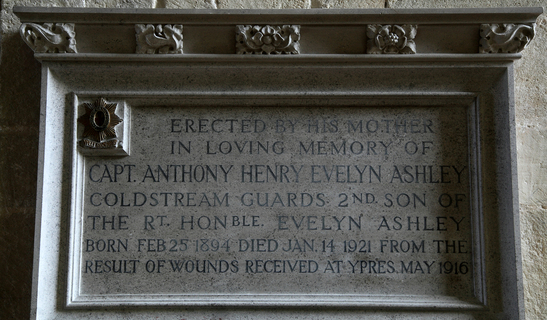 ERECTED BY HIS MOTHER
IN LOVING MEMORY OF
CAPT. ANTHONY HENRY EVELYN ASHLEY
COLDSTREAM GUARDS. 2ND. SON OF
THE RT. HONBLE. EVELYN ASHLEY
BORN FEB 25 1894 DIED JAN. 14 1921 FROM THE
RESULT OF WOUNDS RECEIVED AT YPRES. MAY 1916